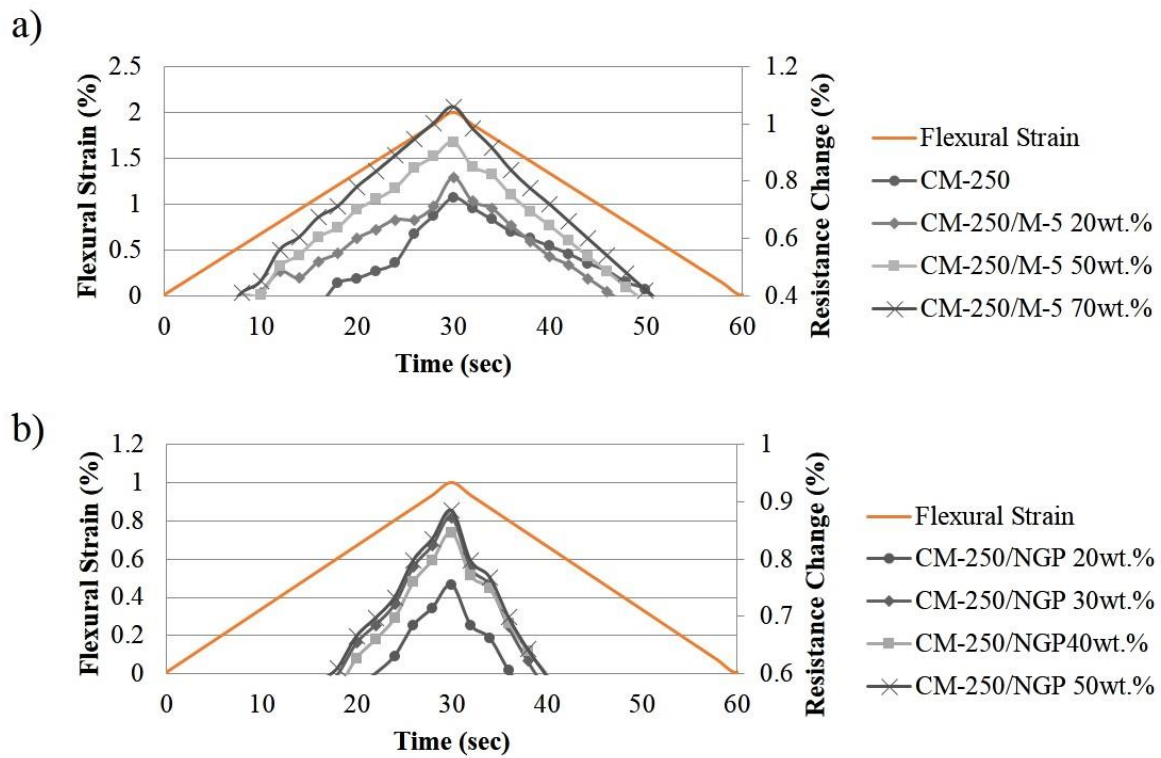 a)
2.5
2
1.5
1
0.5
0
Flexural Strain (%)
1.2
1
0.8
0.6
0.4
Resistance Change (%)
0 10 20 30 40 50 60
Time (sec)
Flexural Strain
CM-250
CM-250/M-5 20wt.%
CM-250/M-5 50wt.%
CM-250/M-5 70wt.%
b)
1.2
1
0.8
0.6
0.4
0.2
0
Flexural Strain (%)
1
0.9
0.8
0.7
0.6
Resistance Change (%)
0 10 20 30 40 50 60
Time (sec)
Flexural Strain
CM-250/NGP 20wt.%
CM-250/NGP 30wt.%
CM-250/NGP40wt.%
CM-250/NGP 50wt.%